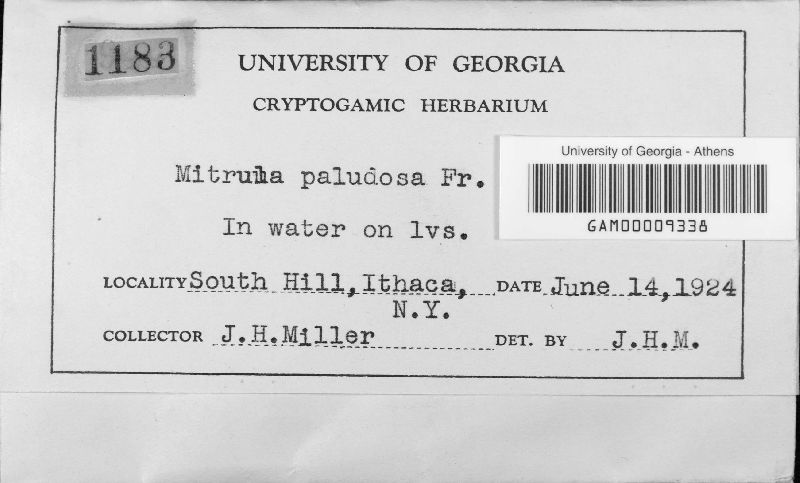 1183
UNIVERSITY OF GEORGIA
CRYPTOGAMIC HERBARIUM
University of Georgia - Athens
GAM00009338
Mitrula paludosa Fr.
In water on lvs.
LOCALITY South Hill, Ithaca, DATE June 14, 1924
N.Y.
COLLECTOR J.H.Miller DET. BY J.H.M.